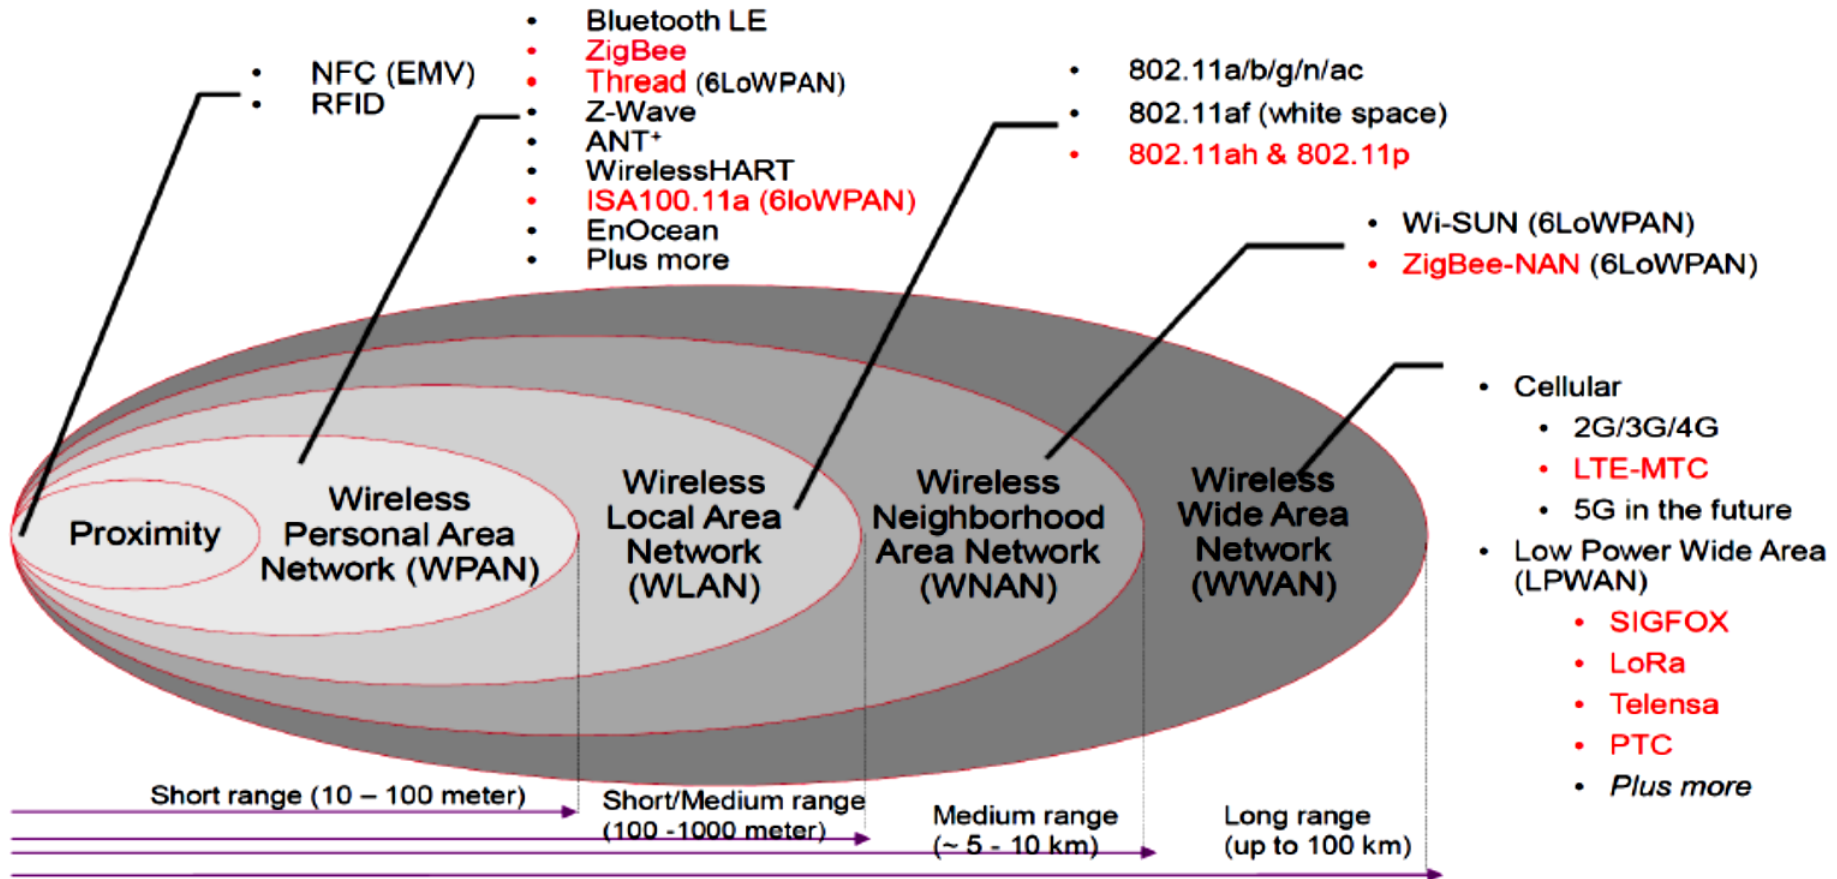 • NFC (EMV)
• RFID
• Bluetooth LE
• ZigBee
• Thread (6LoWPAN)
• Z-Wave
• ANT+
• WirelessHART
• ISA100.11a (6loWPAN)
• EnOcean
• Plus more
• 802.11a/b/g/n/ac
• 802.11af (white space)
• 802.11ah & 802.11p
• Wi-SUN (6LoWPAN)
• ZigBee-NAN (6LoWPAN)
• Cellular
• 2G/3G/4G
• LTE-MTC
• 5G in the future
• Low Power Wide Area
(LPWAN)
• SIGFOX
• LoRa
• Telensa
• PTC
• Plus more
Proximity
Wireless
Personal Area
Network (WPAN)
Wireless
Local Area
Network
(WLAN)
Wireless
Neighborhood
Area Network
(WNAN)
Wireless
Wide Area
Network
(WWAN)
Short range (10 – 100 meter)
Short/Medium range
(100 -1000 meter)
Medium range
(~ 5 - 10 km)
Long range
(up to 100 km)